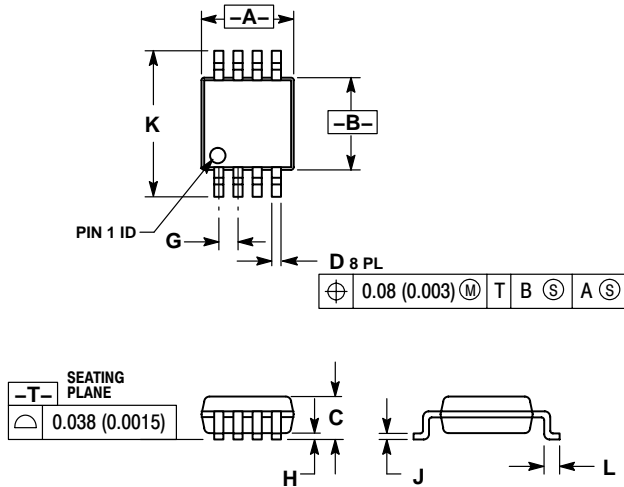 –A–
K
–B–
PIN 1 ID
G
D 8 PL
⌖ 0.08 (0.003) Ⓜ T B Ⓢ A Ⓢ
–T– SEATING
PLANE
⌓ 0.038 (0.0015)
C
H
J
L